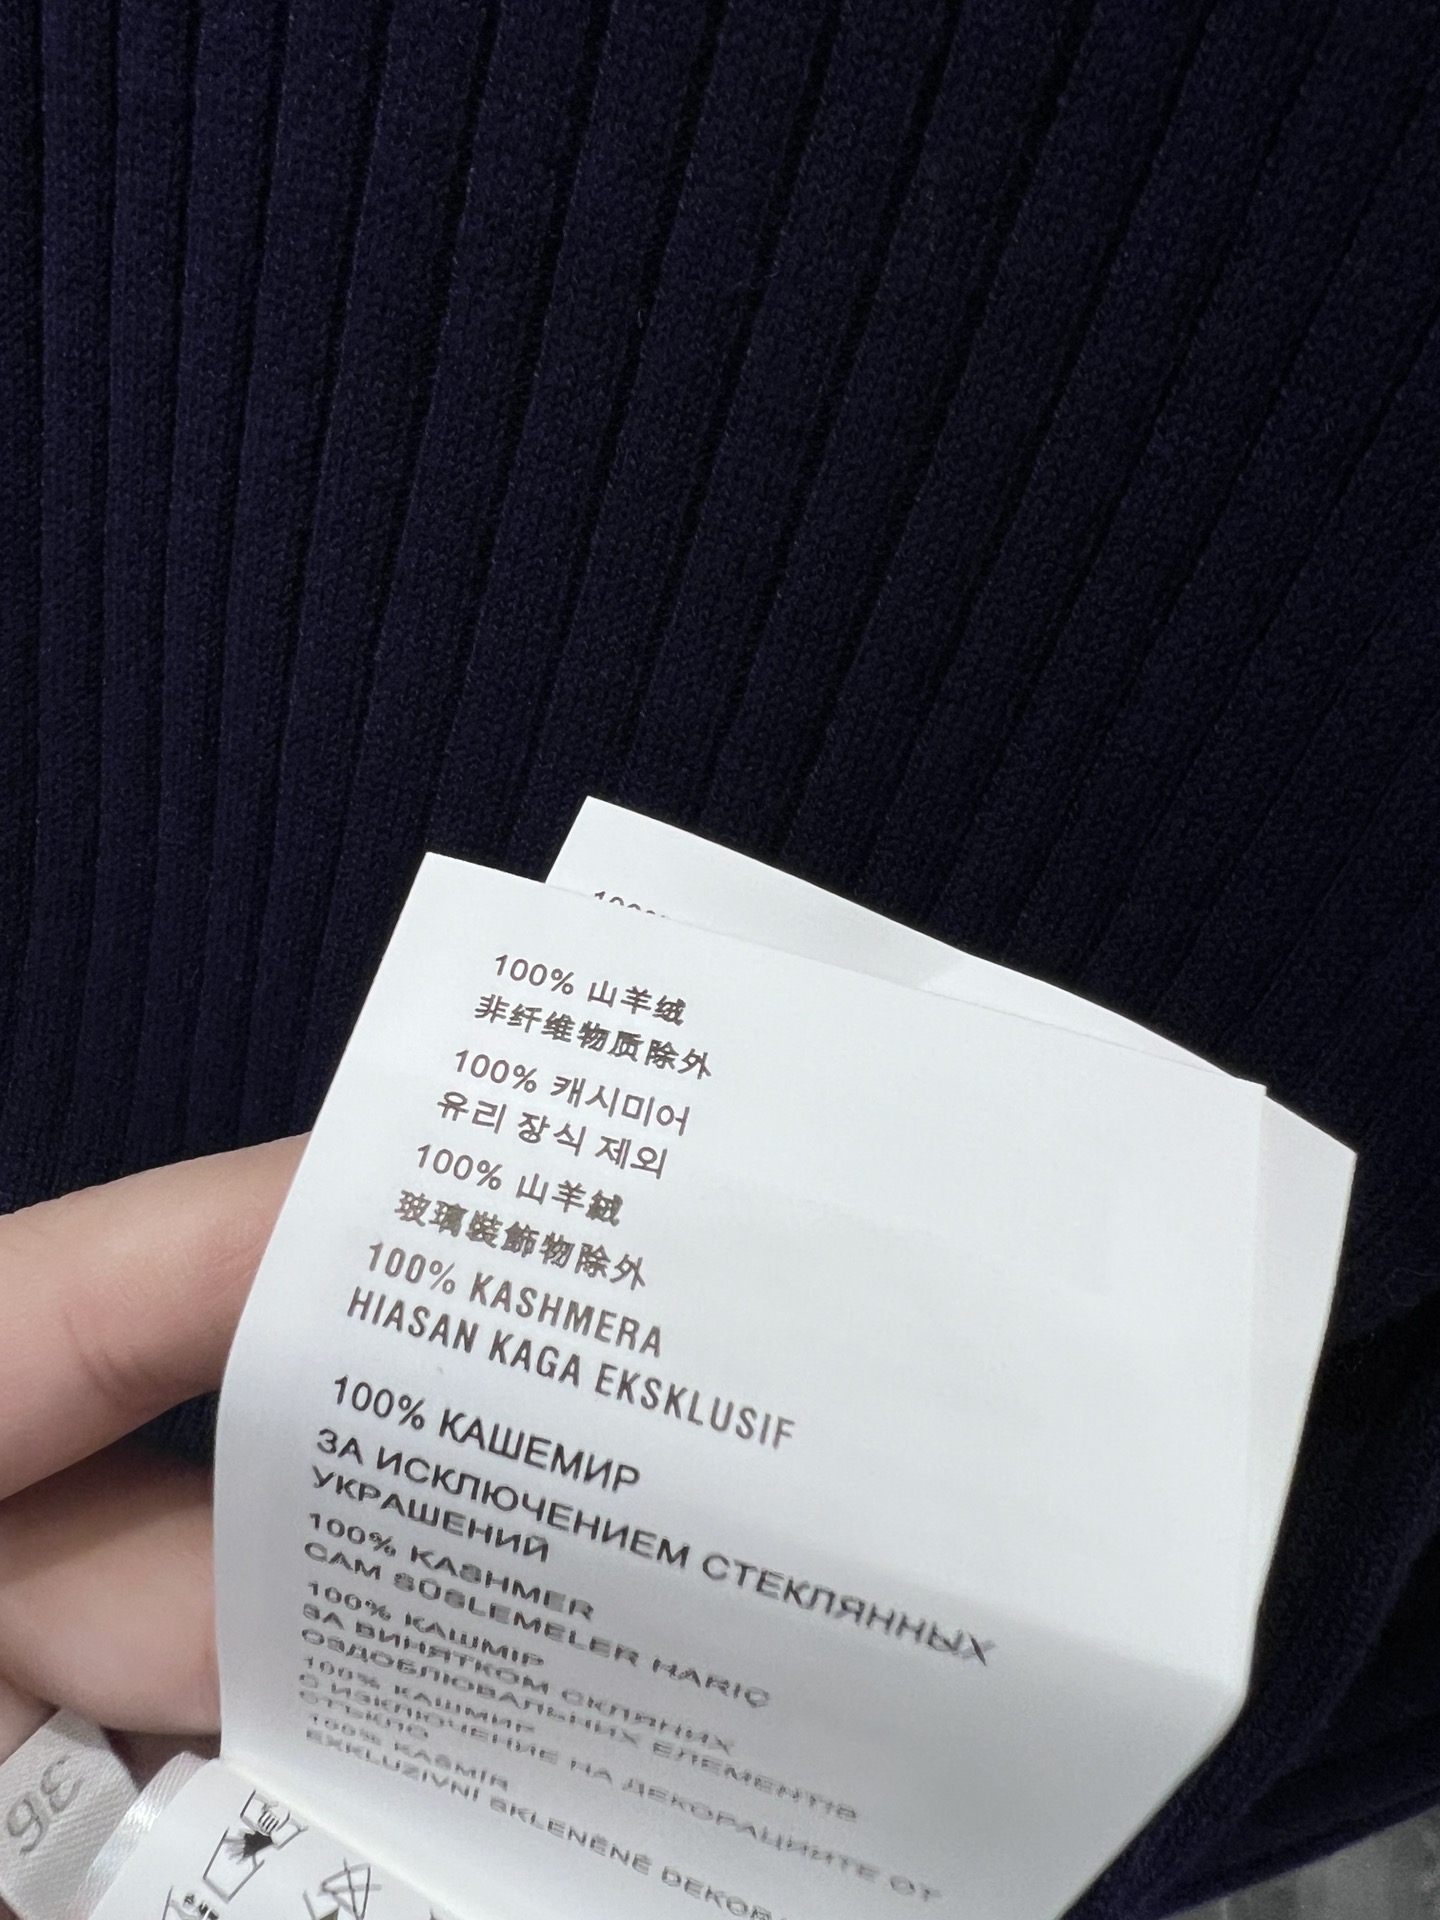 100% 山羊绒
非纤维物质除外
100% 캐시미어
유리 장식 제외
100% 山羊絨
玻璃裝飾物除外
100% KASHMERA
HIASAN KAGA EKSKLUSIF
100% КАШЕМИР
ЗА ИСКЛЮЧЕНИЕМ СТЕКЛЯННЫХ
УКРАШЕНИЙ
100% KASHMER
CAM SÜSLEMELER HARIÇ
100% КАШМІР
ЗА ВИНЯТКОМ СКЛЯНИХ
ОЗДОБЛЮВАЛЬНИХ ЕЛЕМЕНТІВ
100% КАШМИР
С ИЗКЛЮЧЕНИЕ НА ДЕКОРАЦИИТЕ ОТ
СТЪКЛО
100% KAŠMÍR
EXKLUZIVNÍ SKLENĚNÉ
36